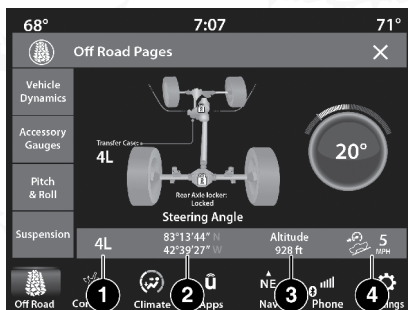 68° 7:07 71°
Off Road Pages
Vehicle Dynamics
Accessory Gauges
Pitch & Roll
Suspension
Transfer Case:
4L
Rear Axle locker:
Locked
Steering Angle
20°
4L
83°13'44" N
42°39'27" W
Altitude
928 ft
5 MPH
1 2 3 4
Off Road Climate NE Phone